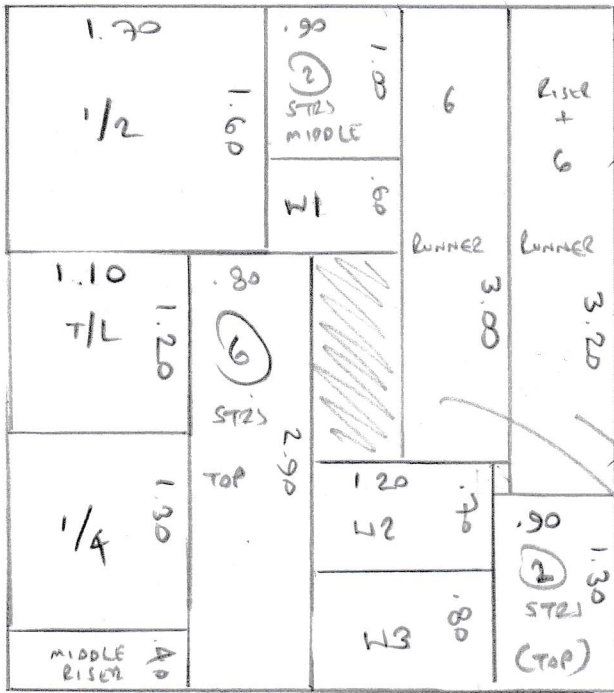 1.70
1/2
1.60
.90
2
STRS
MIDDLE
1.00
W1
.60
6
RUNNER
3.00
RISER
+
6
RUNNER
3.20
1.10
T/L
1.20
.80
6
STRS
TOP
2.90
1/4
1.30
MIDDLE
RISER
.40
1 20
W2
.70
W3
.80
.90
2
STRS
(TOP)
1.30